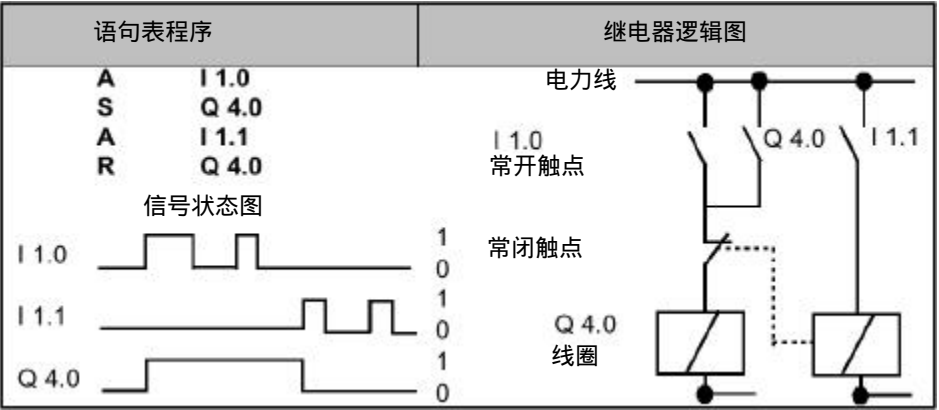 语句表程序
继电器逻辑图
A I 1.0
S Q 4.0
A I 1.1
R Q 4.0
信号状态图
I 1.0
1
0
I 1.1
1
0
Q 4.0
1
0
电力线
I 1.0
常开触点
Q 4.0
I 1.1
常闭触点
Q 4.0
线圈